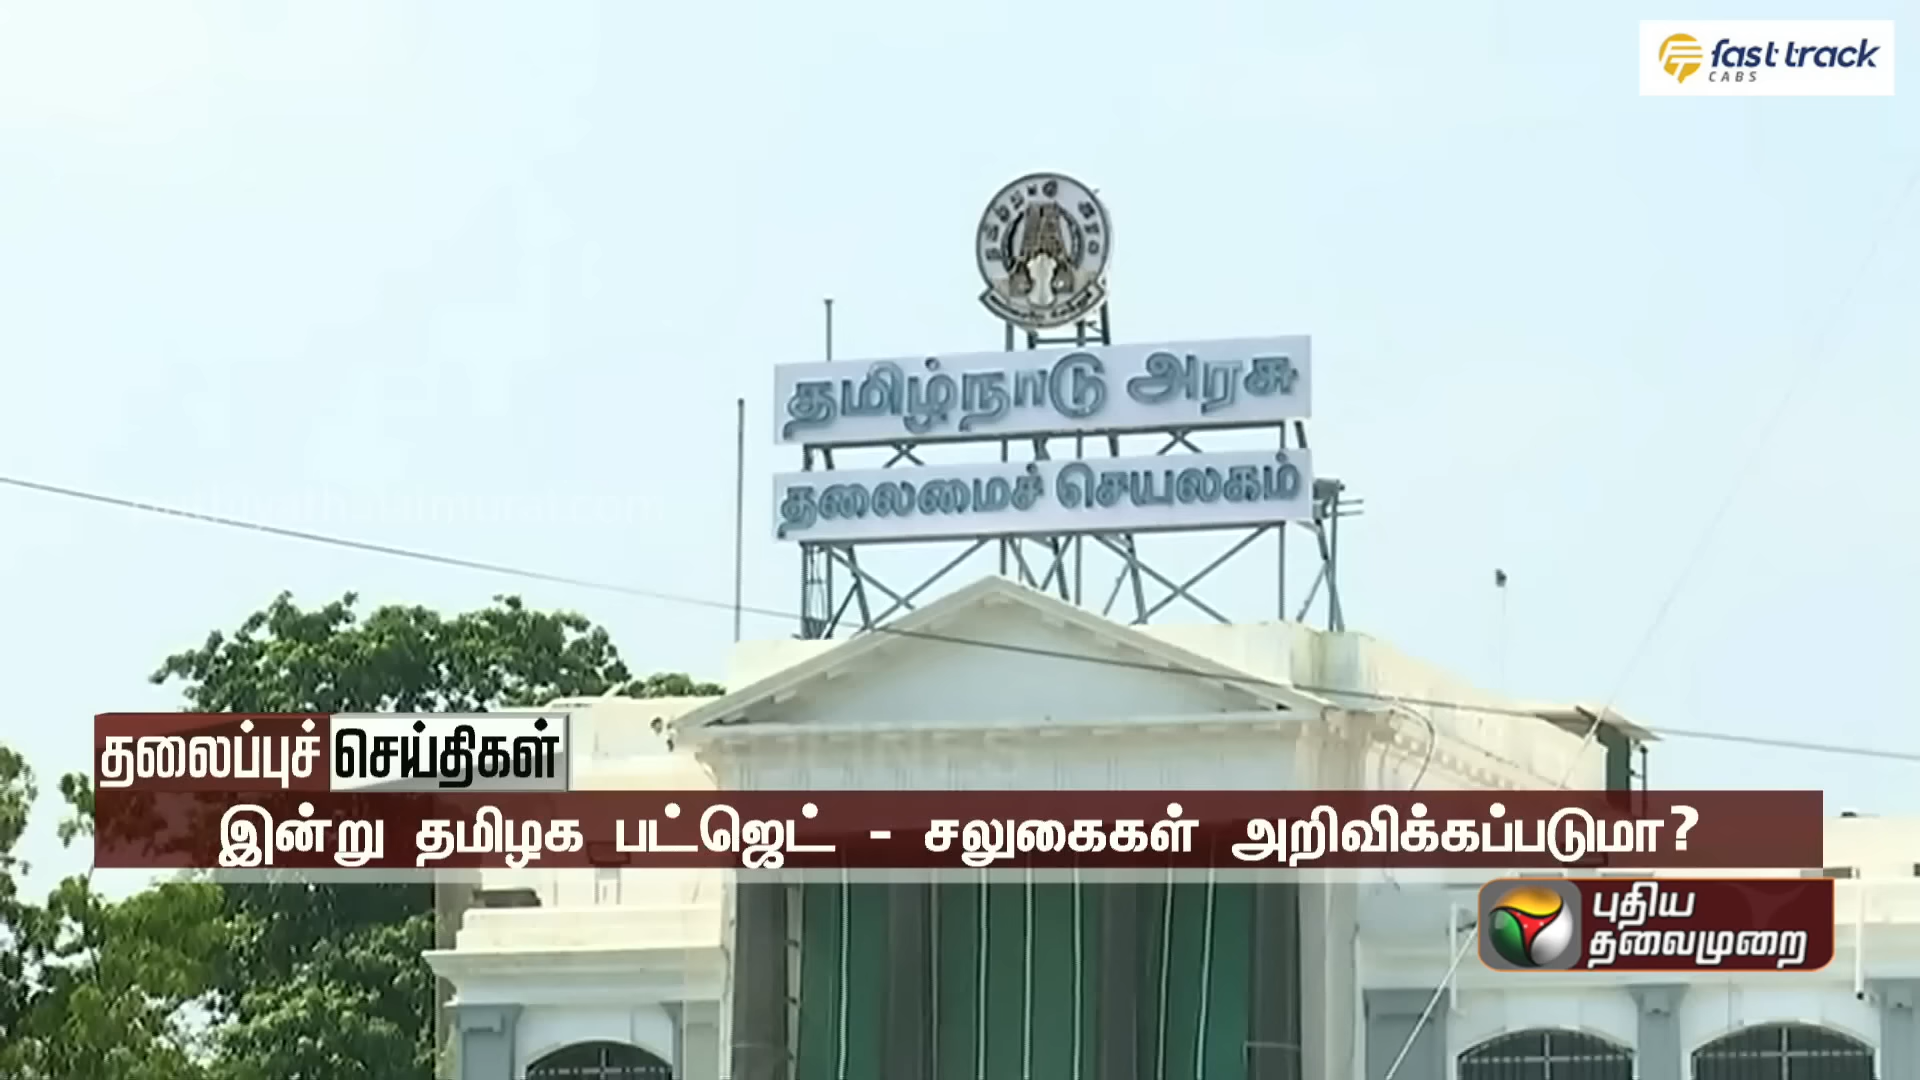 fast track
CABS
தமிழ்நாடு அரசு
தலைமைச் செயலகம்
தலைப்புச் செய்திகள்
இன்று தமிழக பட்ஜெட் - சலுகைகள் அறிவிக்கப்படுமா?
புதிய
தலைமுறை